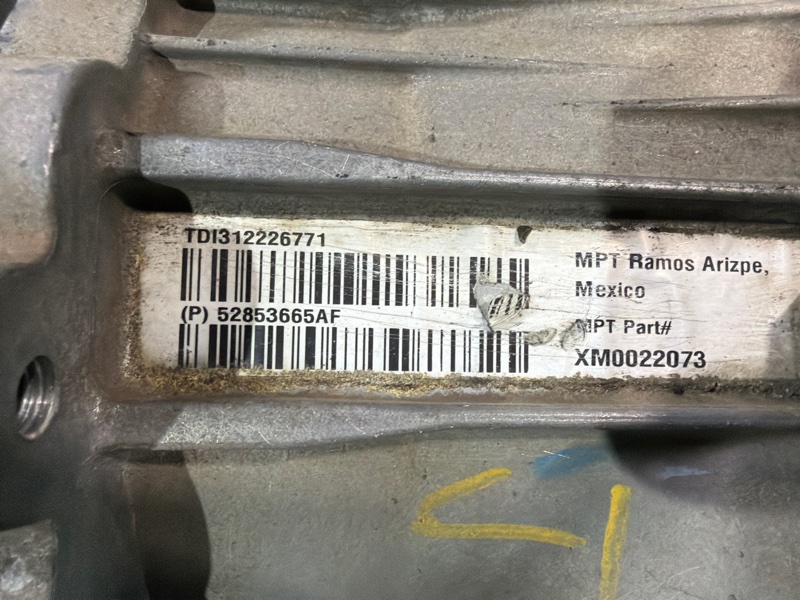 TDI312226771
(P) 52853665AF
MPT Ramos Arizpe,
Mexico
MPT Part#
XM0022073